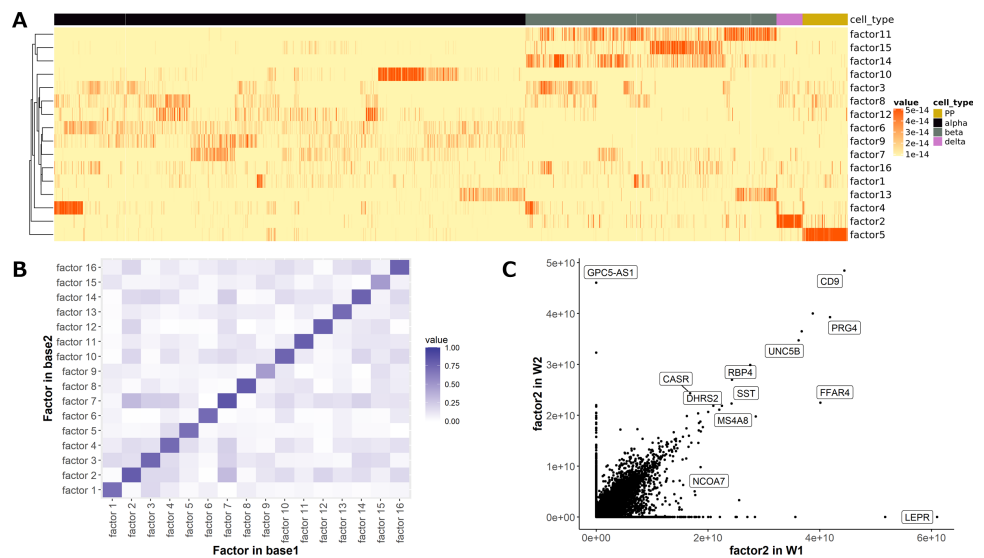 A
cell_type
factor11
factor15
factor14
factor10
factor3
factor8
factor12
factor6
factor9
factor7
factor16
factor1
factor13
factor4
factor2
factor5
value
5e-14
4e-14
3e-14
2e-14
1e-14
cell_type
PP
alpha
beta
delta
B
Factor in base2
factor 16
factor 15
factor 14
factor 13
factor 12
factor 11
factor 10
factor 9
factor 8
factor 7
factor 6
factor 5
factor 4
factor 3
factor 2
factor 1
factor 1
factor 2
factor 3
factor 4
factor 5
factor 6
factor 7
factor 8
factor 9
factor 10
factor 11
factor 12
factor 13
factor 14
factor 15
factor 16
Factor in base1
value
1.00
0.75
0.50
0.25
0.00
C
factor2 in W2
5e+10
4e+10
3e+10
2e+10
1e+10
0e+00
GPC5-AS1
CD9
PRG4
UNC5B
RBP4
CASR
DHRS2
SST
FFAR4
MS4A8
NCOA7
LEPR
0e+00
2e+10
4e+10
6e+10
factor2 in W1